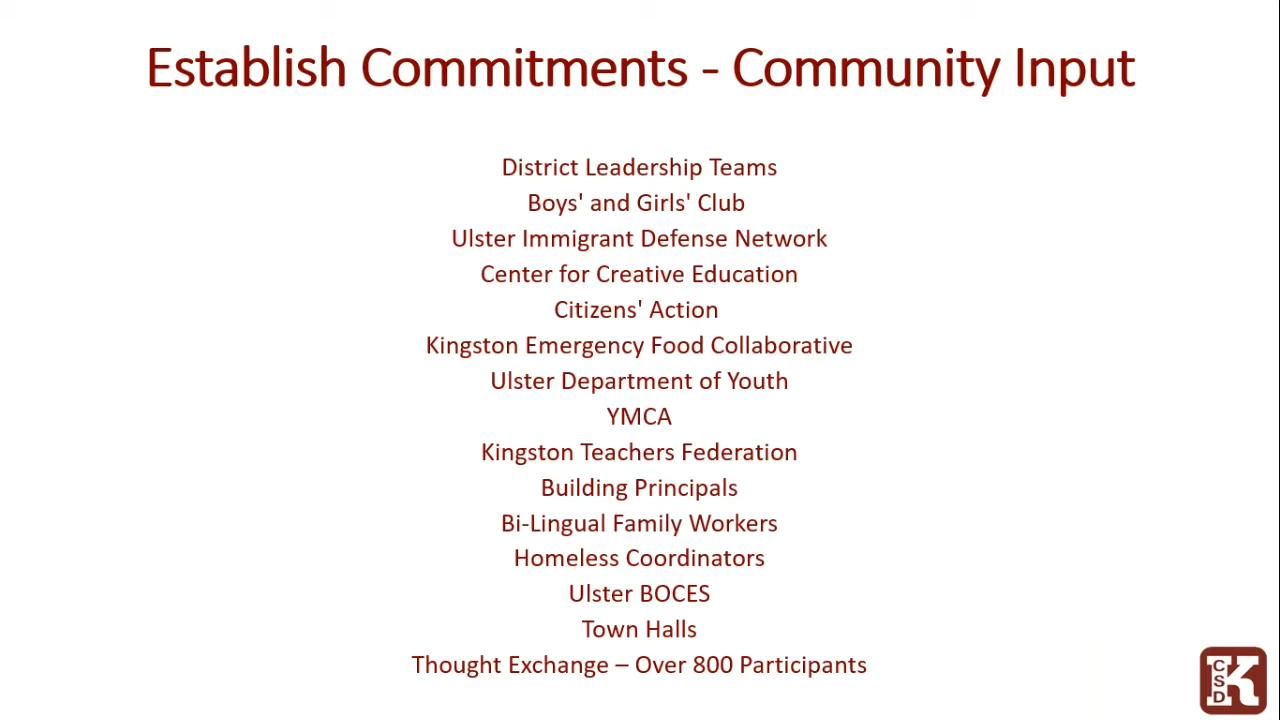 Establish Commitments - Community Input
District Leadership Teams
Boys' and Girls' Club
Ulster Immigrant Defense Network
Center for Creative Education
Citizens' Action
Kingston Emergency Food Collaborative
Ulster Department of Youth
YMCA
Kingston Teachers Federation
Building Principals
Bi-Lingual Family Workers
Homeless Coordinators
Ulster BOCES
Town Halls
Thought Exchange – Over 800 Participants
K
CSD